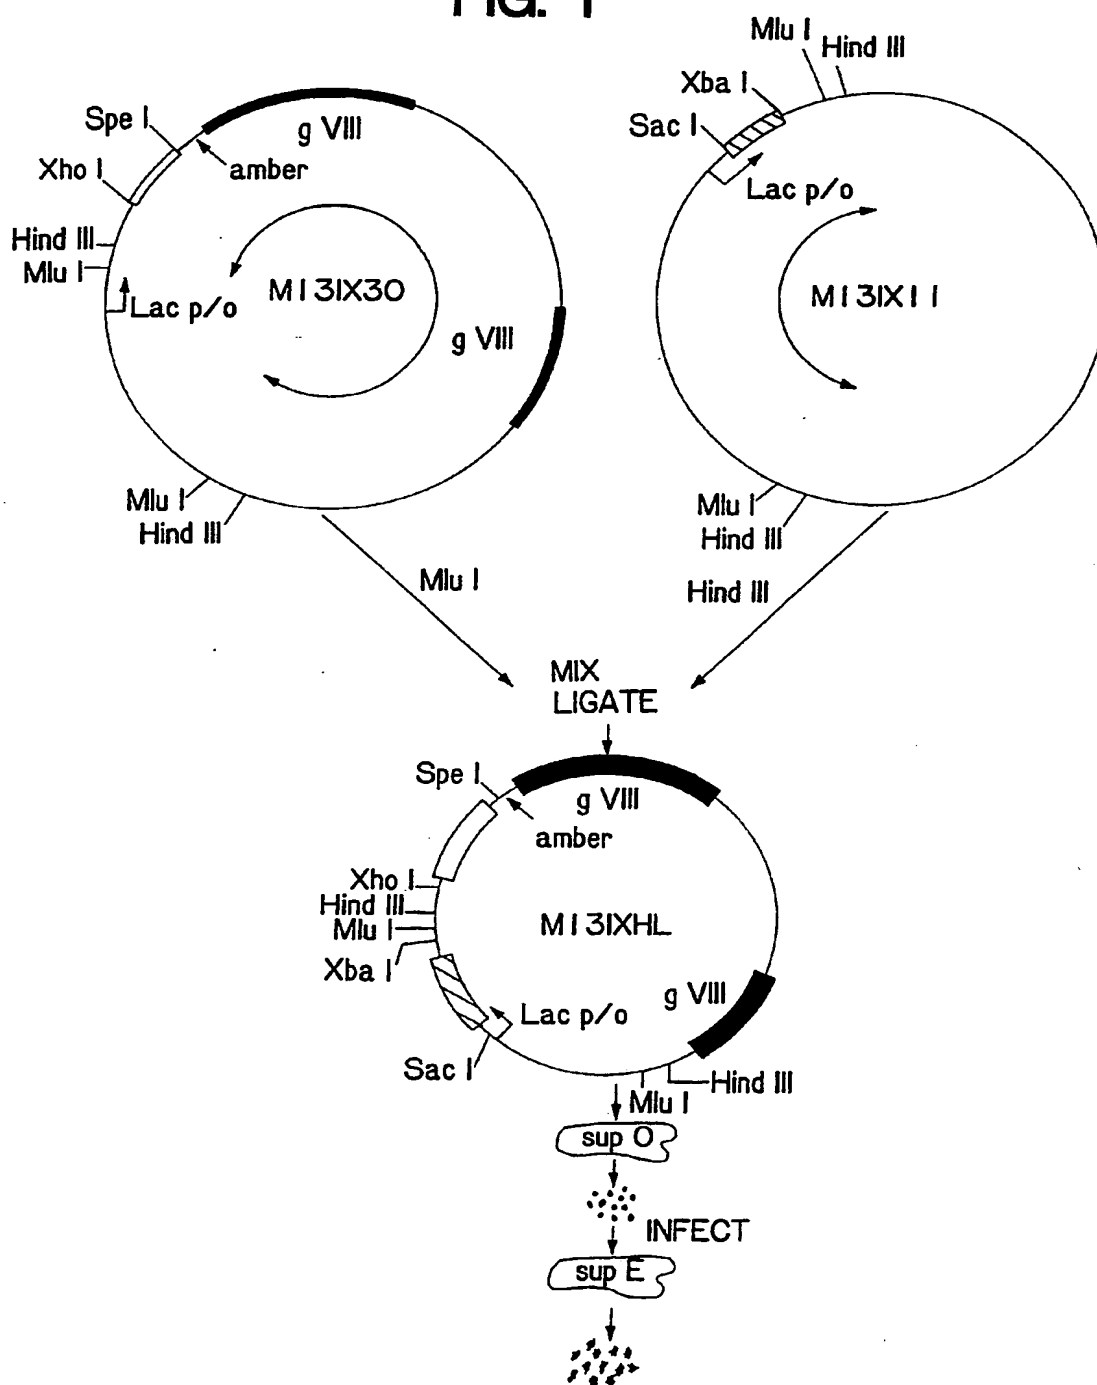 FIG. 1
Spe I
g VIII
amber
Xho I
Hind III
Mlu I
Lac p/o
M13IX30
g VIII
Mlu I
Hind III
Mlu I
Hind III
Xba I
Sac I
Lac p/o
M13IX11
Mlu I
Hind III
Mlu I
Hind III
MIX
LIGATE
Spe I
g VIII
amber
Xho I
Hind III
Mlu I
Xba I
M13IXHL
g VIII
Lac p/o
Sac I
Hind III
Mlu I
sup O
INFECT
sup E